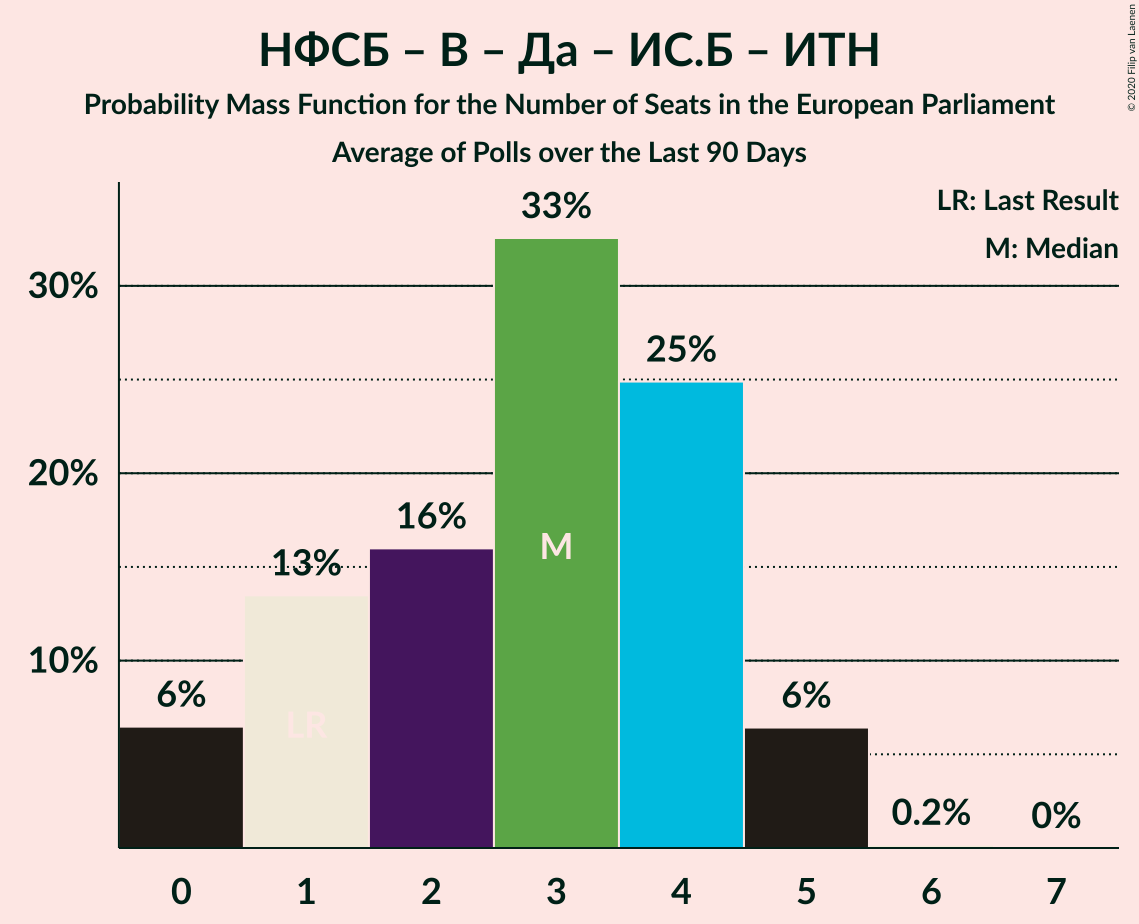 НФСБ – В – Да – ИС.Б – ИТН
Probability Mass Function for the Number of Seats in the European Parliament
Average of Polls over the Last 90 Days
© 2020 Filip van Laenen
LR: Last Result
M: Median
33%
30%
25%
20%
16%
13%
M
10%
6%
6%
LR
0.2%
0%
0 1 2 3 4 5 6 7